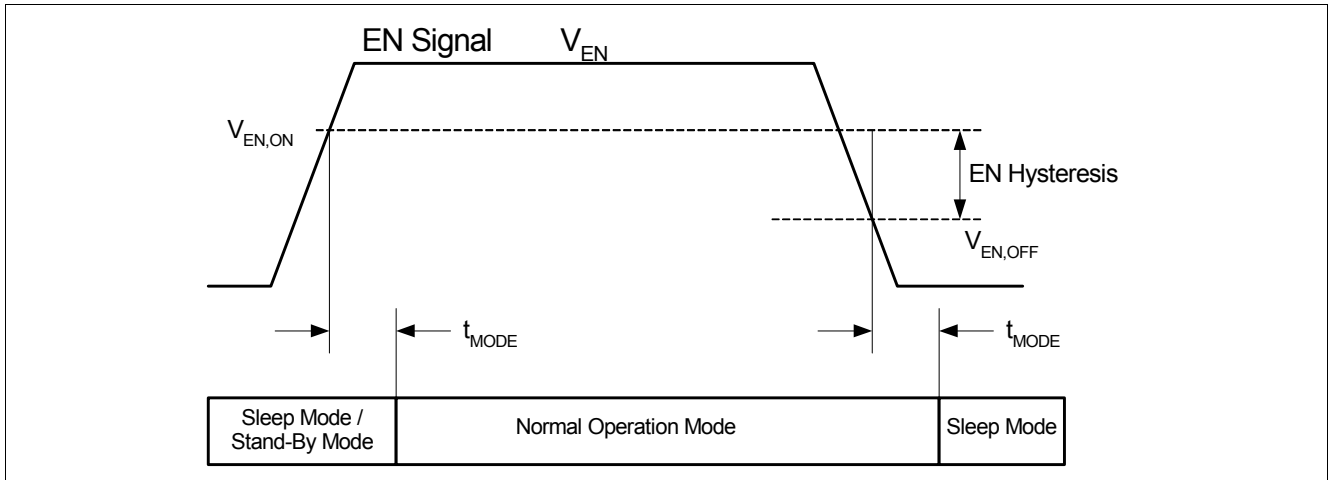 EN Signal V_EN
V_EN,ON
EN Hysteresis
V_EN,OFF
t_MODE
t_MODE
Sleep Mode /
Stand-By Mode
Normal Operation Mode
Sleep Mode